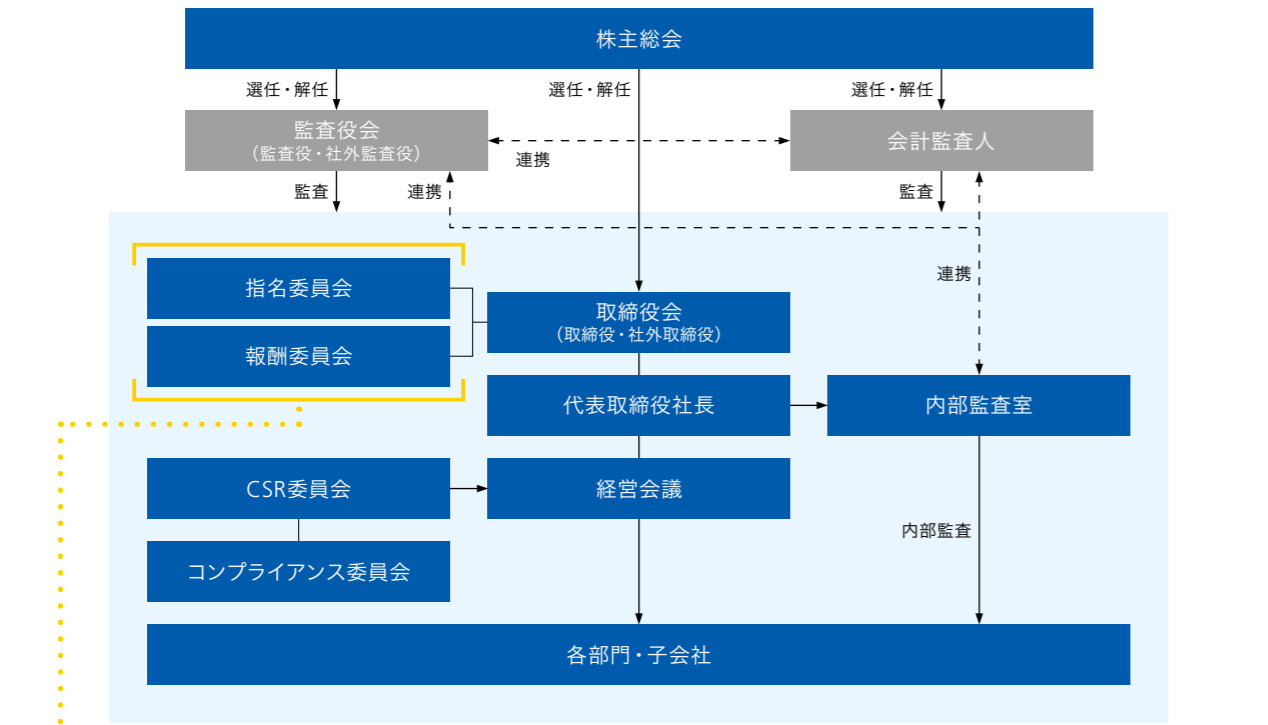 株主総会
選任・解任
選任・解任
選任・解任
監査役会
（監査役・社外監査役）
会計監査人
連携
監査
連携
監査
指名委員会
連携
取締役会
（取締役・社外取締役）
報酬委員会
代表取締役社長
内部監査室
CSR委員会
経営会議
内部監査
コンプライアンス委員会
各部門・子会社